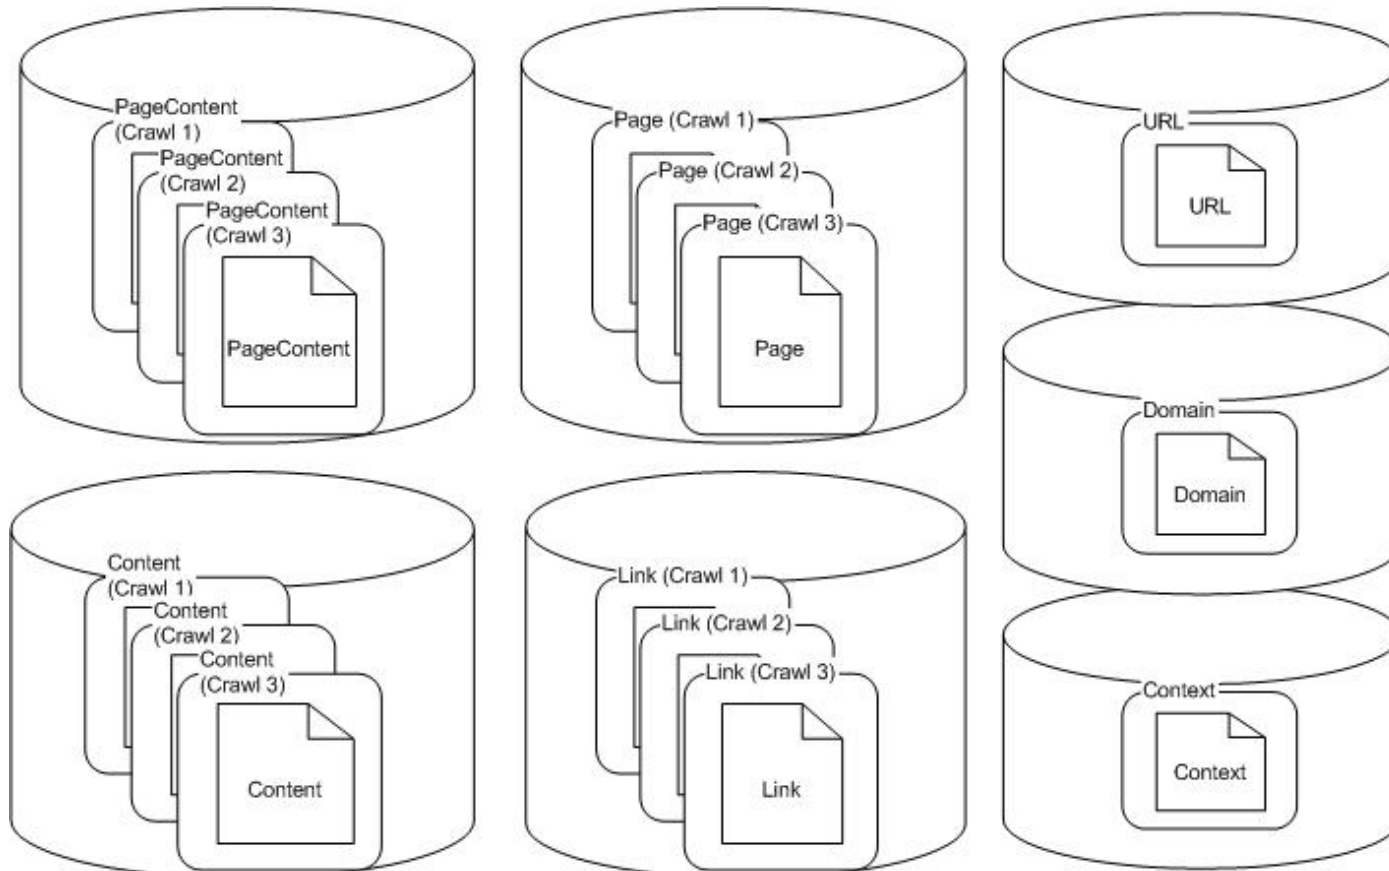 PageContent
(Crawl 1)
PageContent
(Crawl 2)
PageContent
(Crawl 3)
PageContent
Page (Crawl 1)
Page (Crawl 2)
Page (Crawl 3)
Page
URL
URL
Domain
Domain
Content
(Crawl 1)
Content
(Crawl 2)
Content
(Crawl 3)
Content
Link (Crawl 1)
Link (Crawl 2)
Link (Crawl 3)
Link
Context
Context